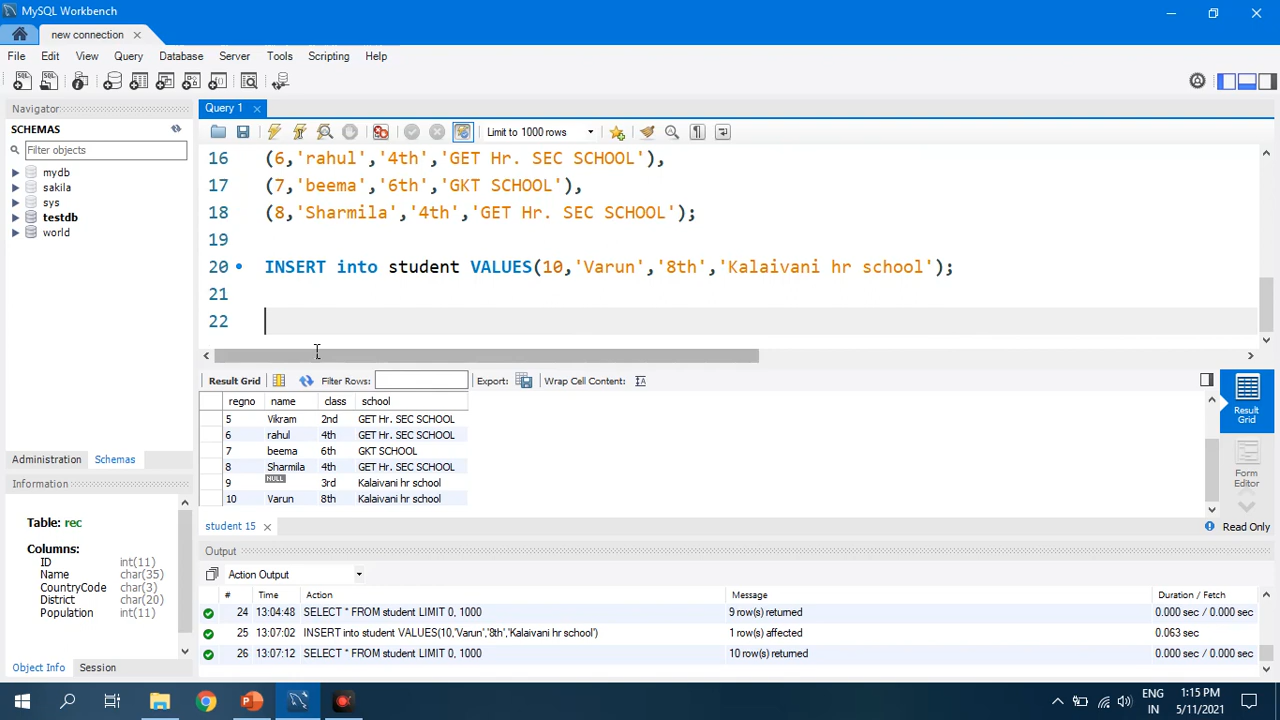 MySQL Workbench
new connection
File Edit View Query Database Server Tools Scripting Help
Navigator
SCHEMAS
Filter objects
mydb
sakila
sys
testdb
world
Administration Schemas
Information
Table: rec
Columns:
ID int(11)
Name char(35)
CountryCode char(3)
District char(20)
Population int(11)
Object Info Session
Query 1
Limit to 1000 rows
16 (6,'rahul','4th','GET Hr. SEC SCHOOL'),
17 (7,'beema','6th','GKT SCHOOL'),
18 (8,'Sharmila','4th','GET Hr. SEC SCHOOL');
19
20 INSERT into student VALUES(10,'Varun','8th','Kalaivani hr school');
21
22
Result Grid Filter Rows: Export: Wrap Cell Content:
regno name class school
5 Vikram 2nd GET Hr. SEC SCHOOL
6 rahul 4th GET Hr. SEC SCHOOL
7 beema 6th GKT SCHOOL
8 Sharmila 4th GET Hr. SEC SCHOOL
9 NULL 3rd Kalaivani hr school
10 Varun 8th Kalaivani hr school
Result Grid
Form Editor
student 15
Read Only
Output
Action Output
# Time Action Message Duration / Fetch
24 13:04:48 SELECT * FROM student LIMIT 0, 1000 9 row(s) returned 0.000 sec / 0.000 sec
25 13:07:02 INSERT into student VALUES(10,'Varun','8th','Kalaivani hr school') 1 row(s) affected 0.063 sec
26 13:07:12 SELECT * FROM student LIMIT 0, 1000 10 row(s) returned 0.000 sec / 0.000 sec
ENG
IN
1:15 PM
5/11/2021